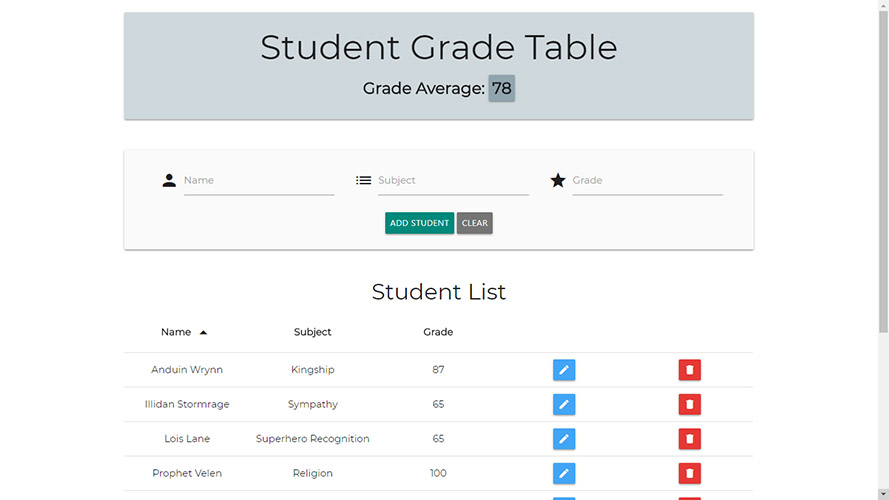 Student Grade Table
Grade Average: 78
Name Subject Grade
ADD STUDENT CLEAR
Student List
Name Subject Grade
Anduin Wrynn Kingship 87
Illidan Stormrage Sympathy 65
Lois Lane Superhero Recognition 65
Prophet Velen Religion 100